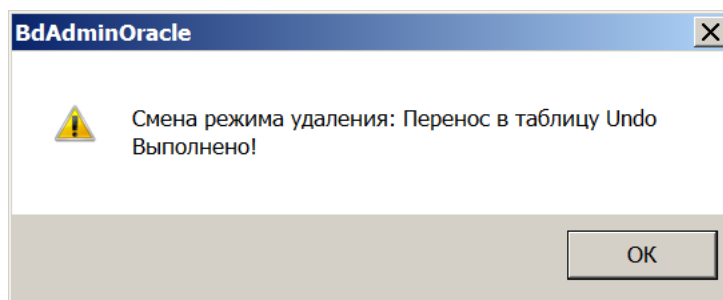 BdAdminOracle
Смена режима удаления: Перенос в таблицу Undo
Выполнено!
OK